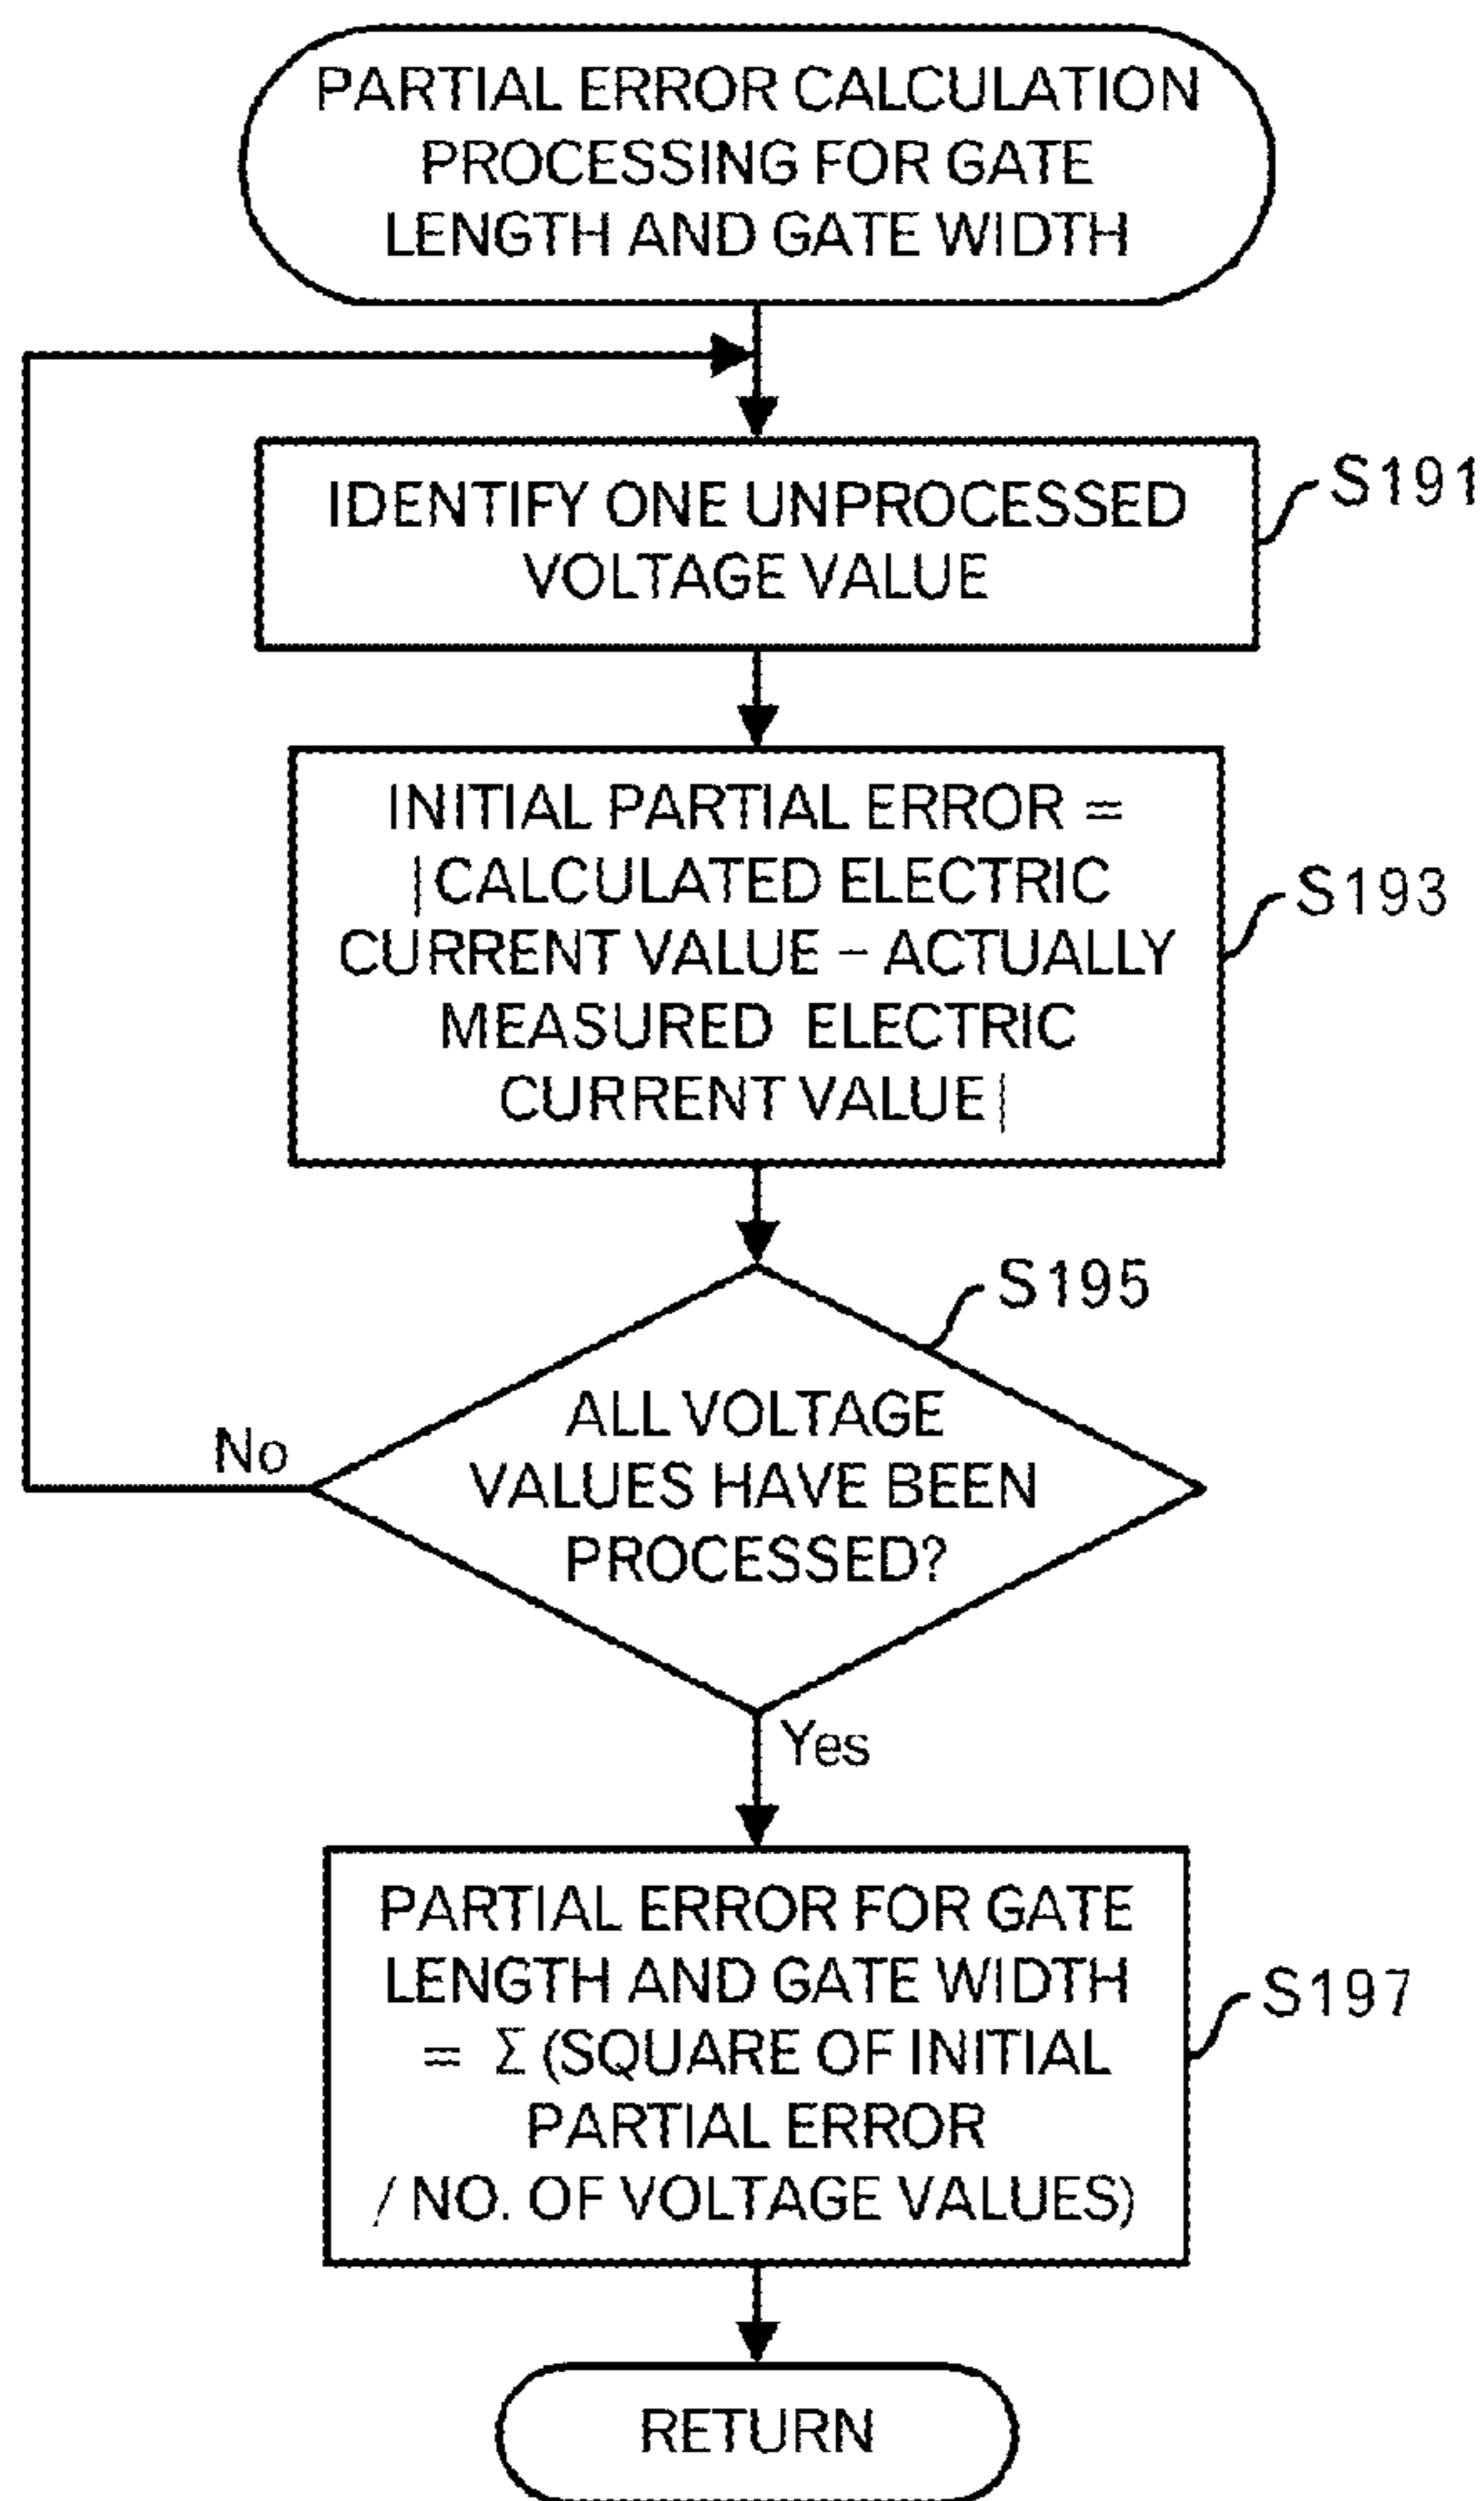 PARTIAL ERROR CALCULATION
PROCESSING FOR GATE
LENGTH AND GATE WIDTH
IDENTIFY ONE UNPROCESSED
VOLTAGE VALUE
S191
INITIAL PARTIAL ERROR =
| CALCULATED ELECTRIC
CURRENT VALUE – ACTUALLY
MEASURED ELECTRIC
CURRENT VALUE |
S193
S195
ALL VOLTAGE
VALUES HAVE BEEN
PROCESSED?
No
Yes
PARTIAL ERROR FOR GATE
LENGTH AND GATE WIDTH
= Σ (SQUARE OF INITIAL
PARTIAL ERROR
/ NO. OF VOLTAGE VALUES)
S197
RETURN